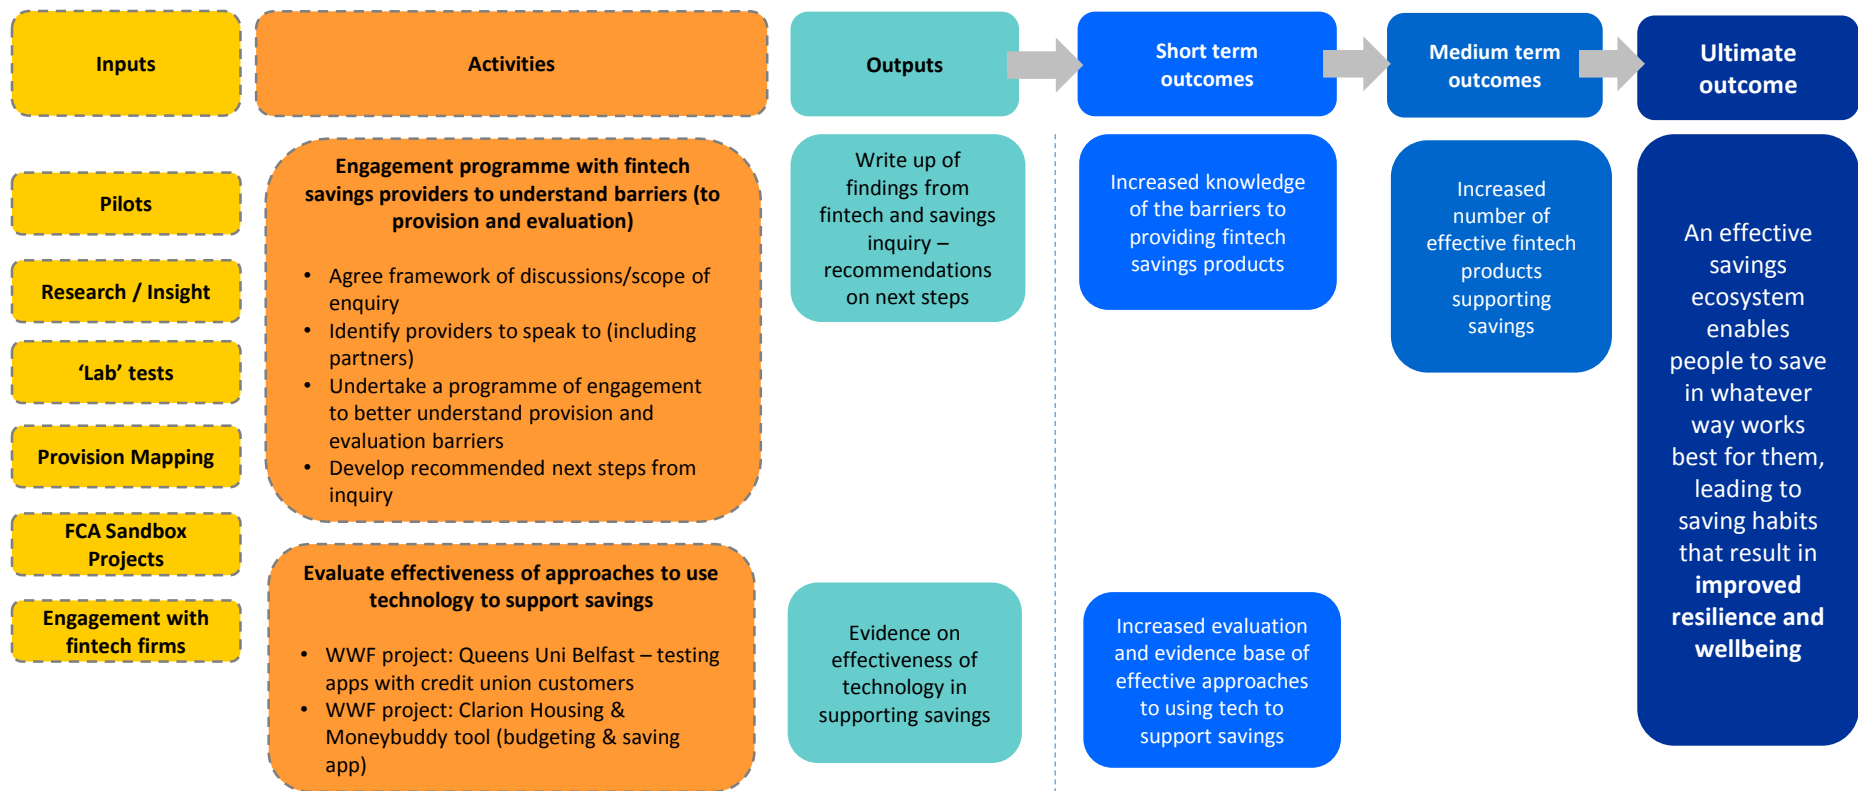 Inputs
Activities
Outputs
Short term
outcomes
Medium term
outcomes
Ultimate
outcome
Pilots
Research / Insight
‘Lab’ tests
Provision Mapping
FCA Sandbox
Projects
Engagement with
fintech firms
Engagement programme with fintech
savings providers to understand barriers (to
provision and evaluation)
• Agree framework of discussions/scope of
enquiry
• Identify providers to speak to (including
partners)
• Undertake a programme of engagement
to better understand provision and
evaluation barriers
• Develop recommended next steps from
inquiry
Evaluate effectiveness of approaches to use
technology to support savings
• WWF project: Queens Uni Belfast – testing
apps with credit union customers
• WWF project: Clarion Housing &
Moneybuddy tool (budgeting & saving
app)
Write up of
findings from
fintech and savings
inquiry –
recommendations
on next steps
Evidence on
effectiveness of
technology in
supporting savings
Increased knowledge
of the barriers to
providing fintech
savings products
Increased evaluation
and evidence base of
effective approaches
to using tech to
support savings
Increased
number of
effective fintech
products
supporting
savings
An effective
savings
ecosystem
enables
people to save
in whatever
way works
best for them,
leading to
saving habits
that result in
improved
resilience and
wellbeing